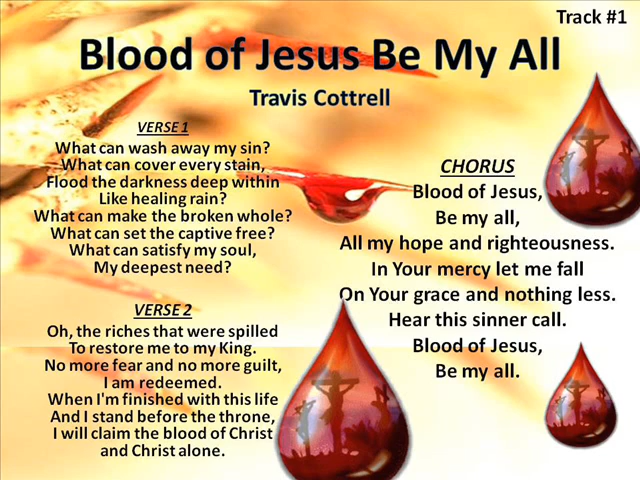 Track #1
Blood of Jesus Be My All
Travis Cottrell
VERSE 1
What can wash away my sin?
What can cover every stain,
Flood the darkness deep within
Like healing rain?
What can make the broken whole?
What can set the captive free?
What can satisfy my soul,
My deepest need?
VERSE 2
Oh, the riches that were spilled
To restore me to my King.
No more fear and no more guilt,
I am redeemed.
When I'm finished with this life
And I stand before the throne,
I will claim the blood of Christ
and Christ alone.
CHORUS
Blood of Jesus,
Be my all,
All my hope and righteousness.
In Your mercy let me fall
On Your grace and nothing less.
Hear this sinner call.
Blood of Jesus,
Be my all.